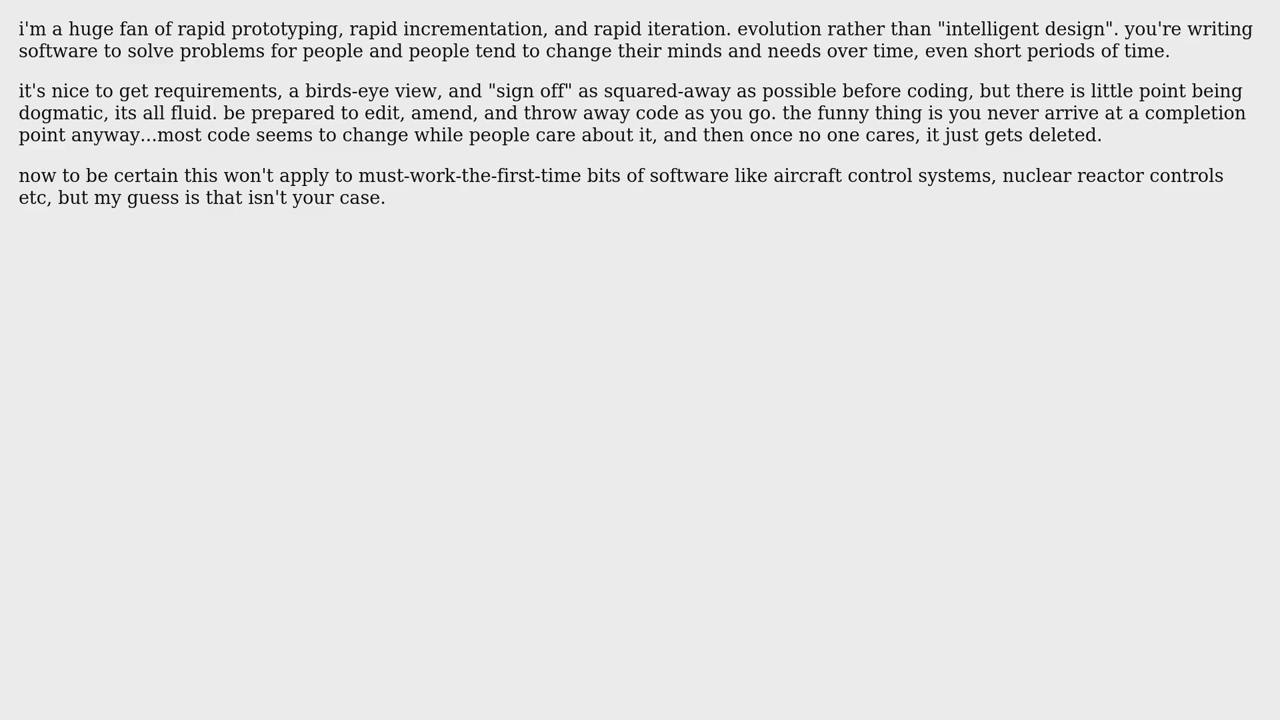 i'm a huge fan of rapid prototyping, rapid incrementation, and rapid iteration. evolution rather than "intelligent design". you're writing
software to solve problems for people and people tend to change their minds and needs over time, even short periods of time.
it's nice to get requirements, a birds-eye view, and "sign off" as squared-away as possible before coding, but there is little point being
dogmatic, its all fluid. be prepared to edit, amend, and throw away code as you go. the funny thing is you never arrive at a completion
point anyway...most code seems to change while people care about it, and then once no one cares, it just gets deleted.
now to be certain this won't apply to must-work-the-first-time bits of software like aircraft control systems, nuclear reactor controls
etc, but my guess is that isn't your case.